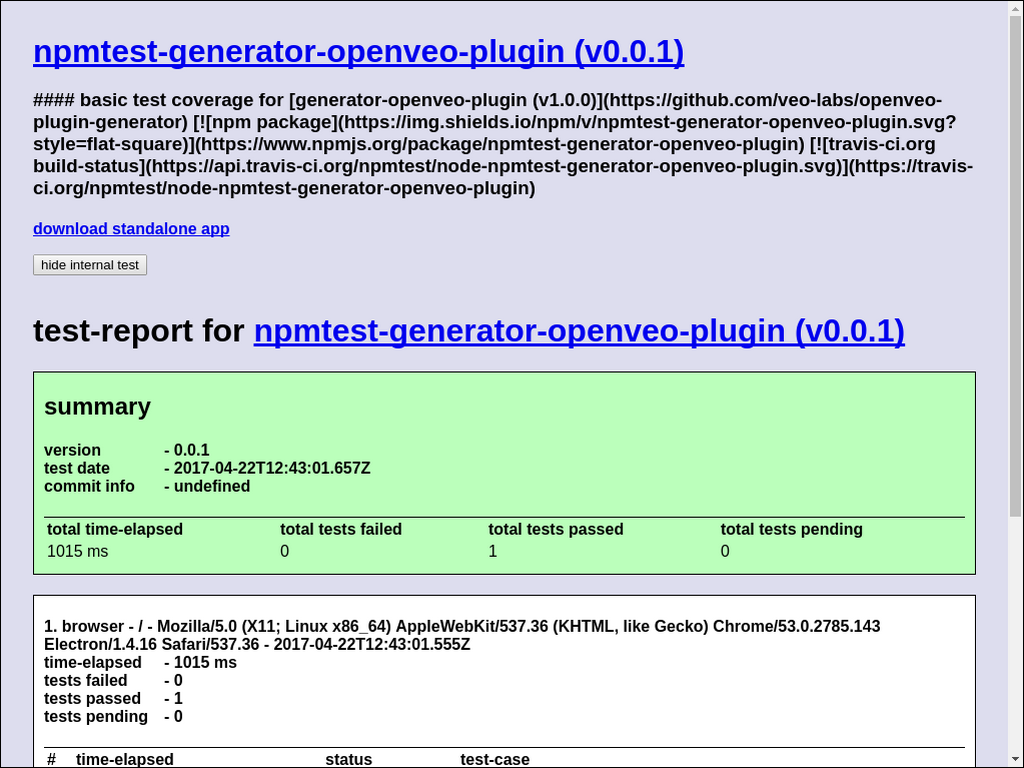 npmtest-generator-openveo-plugin (v0.0.1)
#### basic test coverage for [generator-openveo-plugin (v1.0.0)](https://github.com/veo-labs/openveo-
plugin-generator) [![npm package](https://img.shields.io/npm/v/npmtest-generator-openveo-plugin.svg?
style=flat-square)](https://www.npmjs.org/package/npmtest-generator-openveo-plugin) [![travis-ci.org
build-status](https://api.travis-ci.org/npmtest/node-npmtest-generator-openveo-plugin.svg)](https://travis-
ci.org/npmtest/node-npmtest-generator-openveo-plugin)
download standalone app
hide internal test
test-report for npmtest-generator-openveo-plugin (v0.0.1)
summary
version - 0.0.1
test date - 2017-04-22T12:43:01.657Z
commit info - undefined
total time-elapsed total tests failed total tests passed total tests pending
1015 ms 0 1 0
1. browser - / - Mozilla/5.0 (X11; Linux x86_64) AppleWebKit/537.36 (KHTML, like Gecko) Chrome/53.0.2785.143
Electron/1.4.16 Safari/537.36 - 2017-04-22T12:43:01.555Z
time-elapsed - 1015 ms
tests failed - 0
tests passed - 1
tests pending - 0
# time-elapsed status test-case